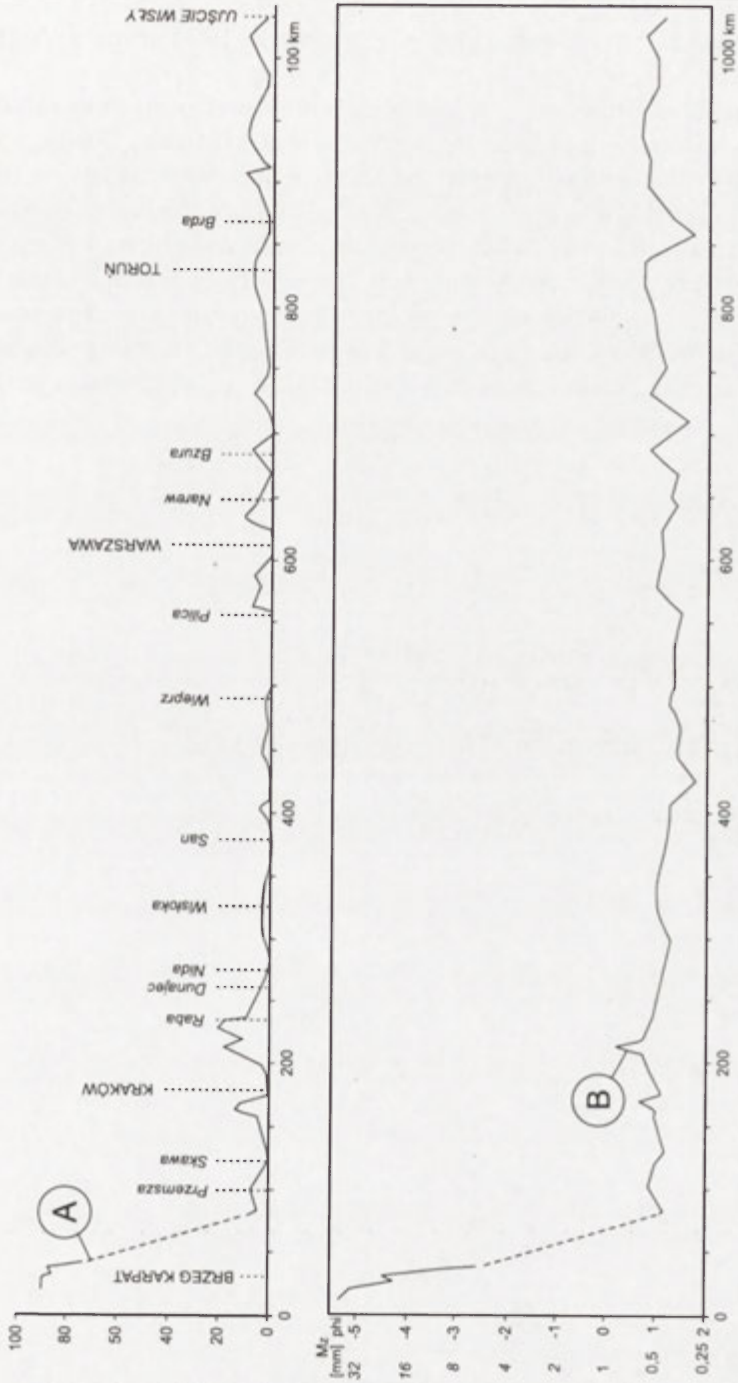 100
80
60
40
20
0
A
BRZEG KARPAT
Przemsza
Skawa
KRAKÓW
Raba
Dunajec
Nida
Wisłoka
San
Wieprz
Pilica
WARSZAWA
Narew
Bzura
TORUŃ
Brda
UJŚCIE WISŁY
0
200
400
600
800
100 km
Mz
[mm] phi
32 -5
16 -4
8 -3
4 -2
2 -1
1 0
0,5 1
0,25 2
B
0
200
400
600
800
1000 km